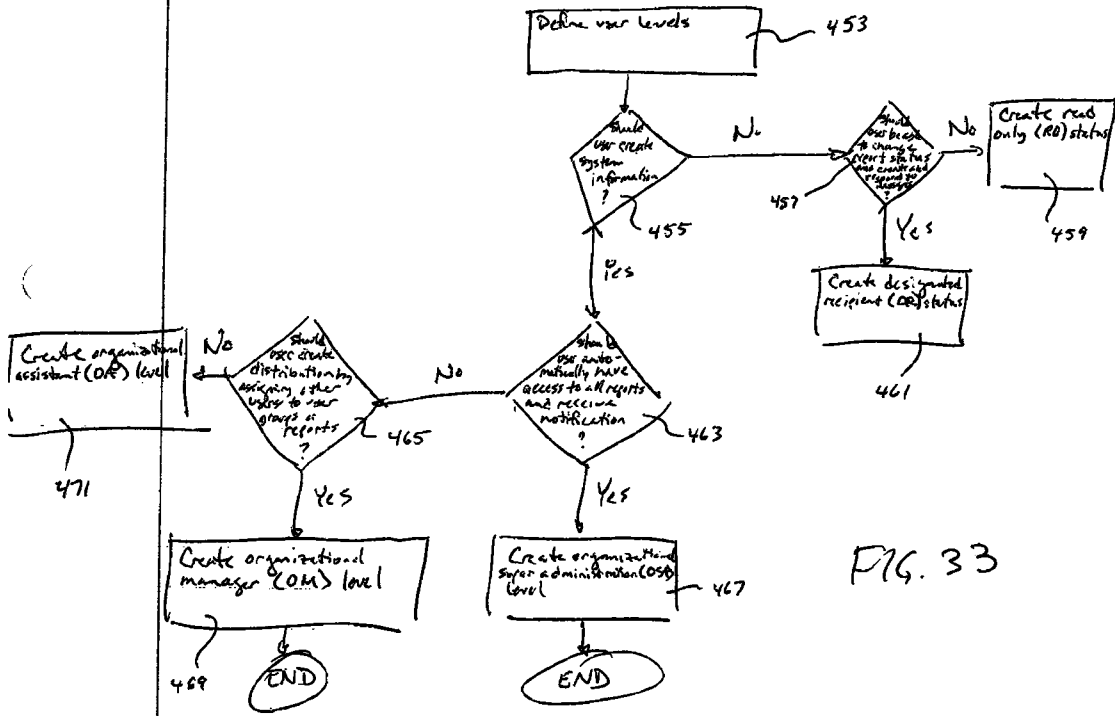 Define user levels
453
Should
user create
system
information
?
455
No
Should
user be able
to change
report status
and create and
respond to
?
457
No
Create read
only (RO) status
459
Yes
Create designated
recipient (DR) status
461
Yes
Should
user auto-
matically have
access to all reports
and receive
notification
?
463
No
Should
user create
distribution by
assigning other
users to user
groups or
reports
?
465
No
Create organizational
assistant (OA) level
471
Yes
Create organizational
manager (OM) level
469
END
Yes
Create organizational
super administration (OSA)
level
467
END
FIG. 33